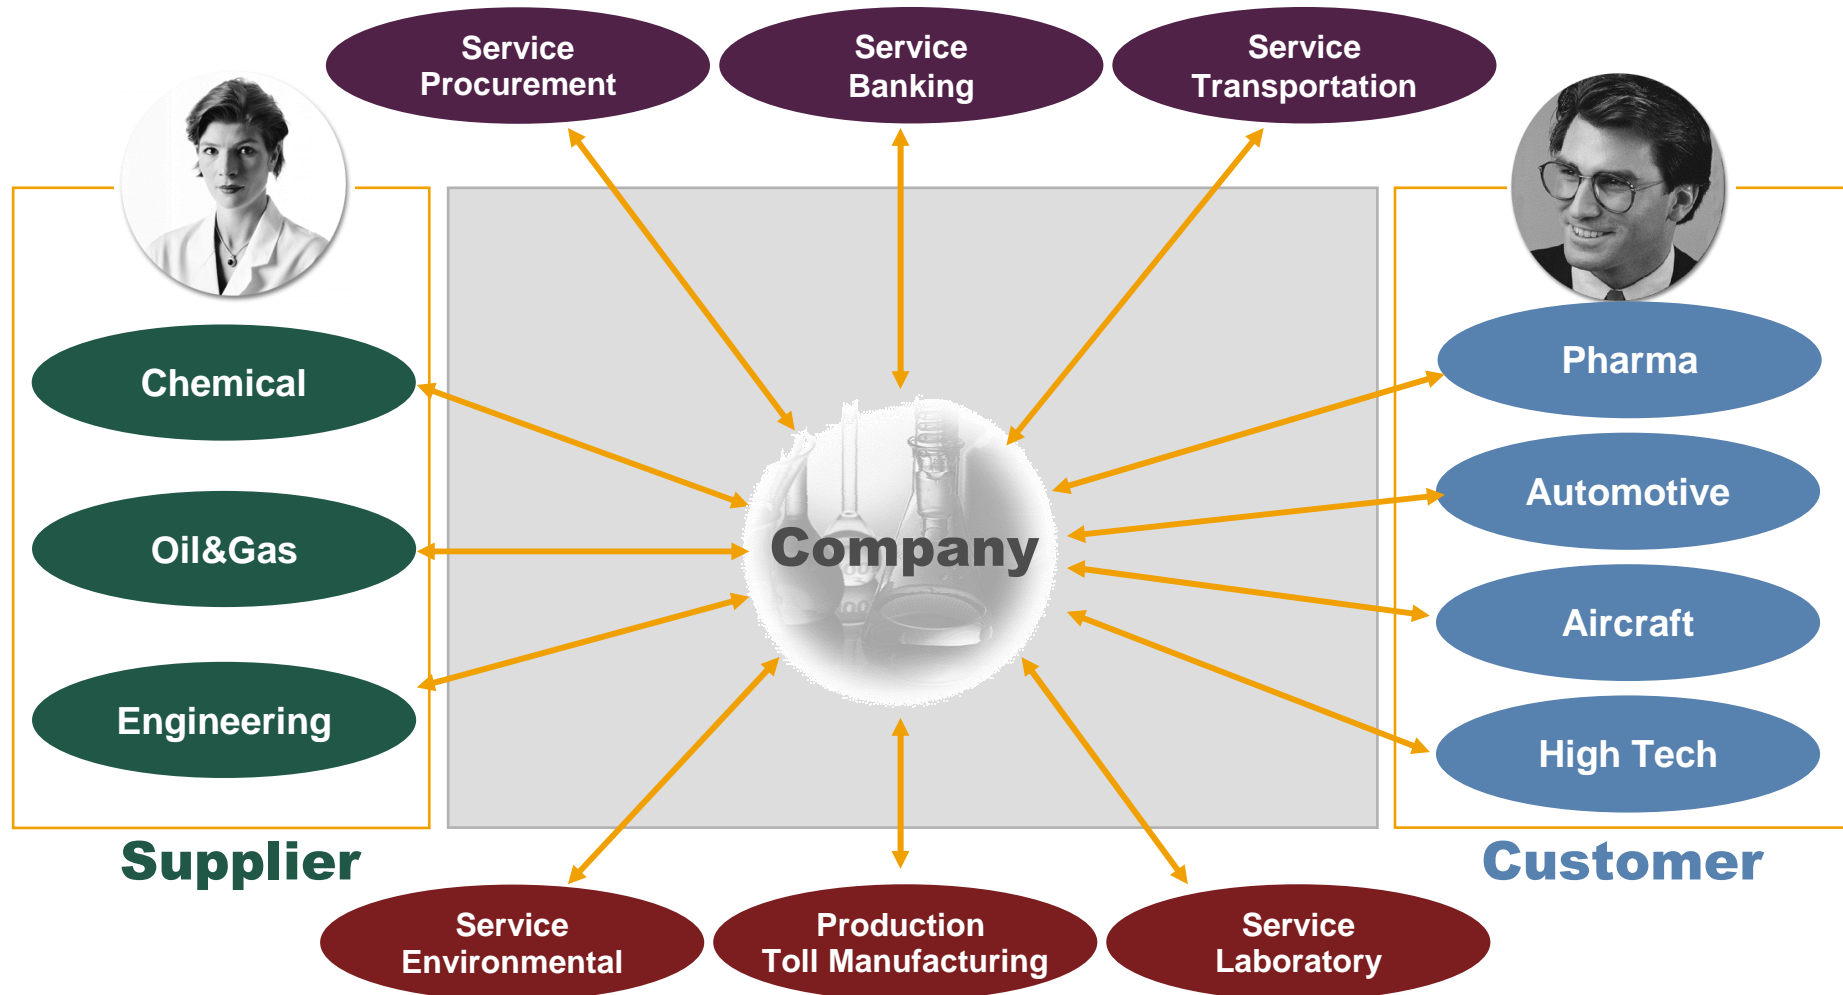 Service
Procurement
Service
Banking
Service
Transportation
Chemical
Oil&Gas
Engineering
Supplier
Company
Pharma
Automotive
Aircraft
High Tech
Customer
Service
Environmental
Production
Toll Manufacturing
Service
Laboratory